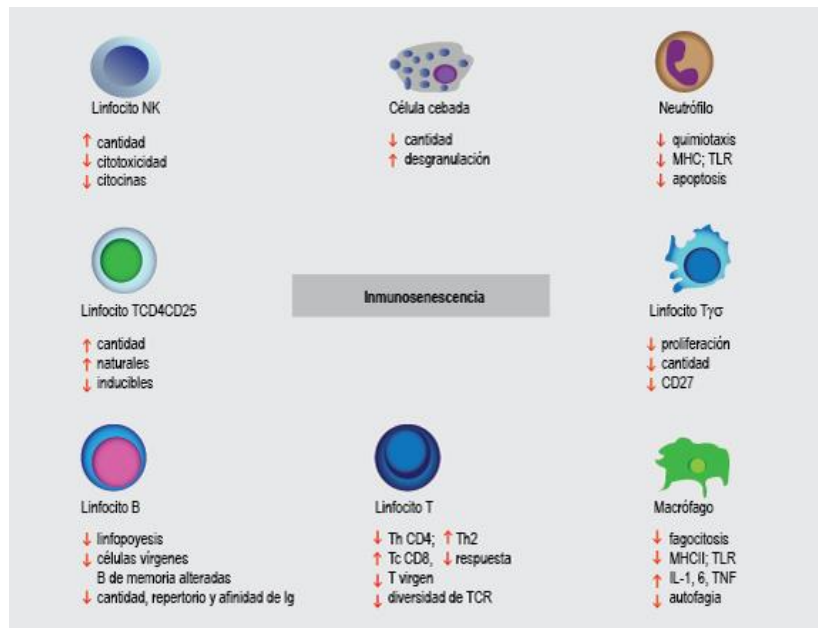 Linfocito NK
↑ cantidad
↓ citotoxicidad
↓ citocinas
Célula cebada
↓ cantidad
↑ desgranulación
Neutrófilo
↓ quimiotaxis
↓ MHC; TLR
↓ apoptosis
Linfocito TCD4CD25
↑ cantidad
↑ naturales
↓ inducibles
Inmunosenescencia
Linfocito Tγσ
↓ proliferación
↓ cantidad
↓ CD27
Linfocito B
↓ linfopoyesis
↓ células vírgenes
B de memoria alteradas
↓ cantidad, repertorio y afinidad de Ig
Linfocito T
↓ Th CD4; ↑ Th2
↑ Tc CD8, ↓ respuesta
↓ T virgen
↓ diversidad de TCR
Macrófago
↓ fagocitosis
↓ MHCII; TLR
↑ IL-1, 6, TNF
↓ autofagia